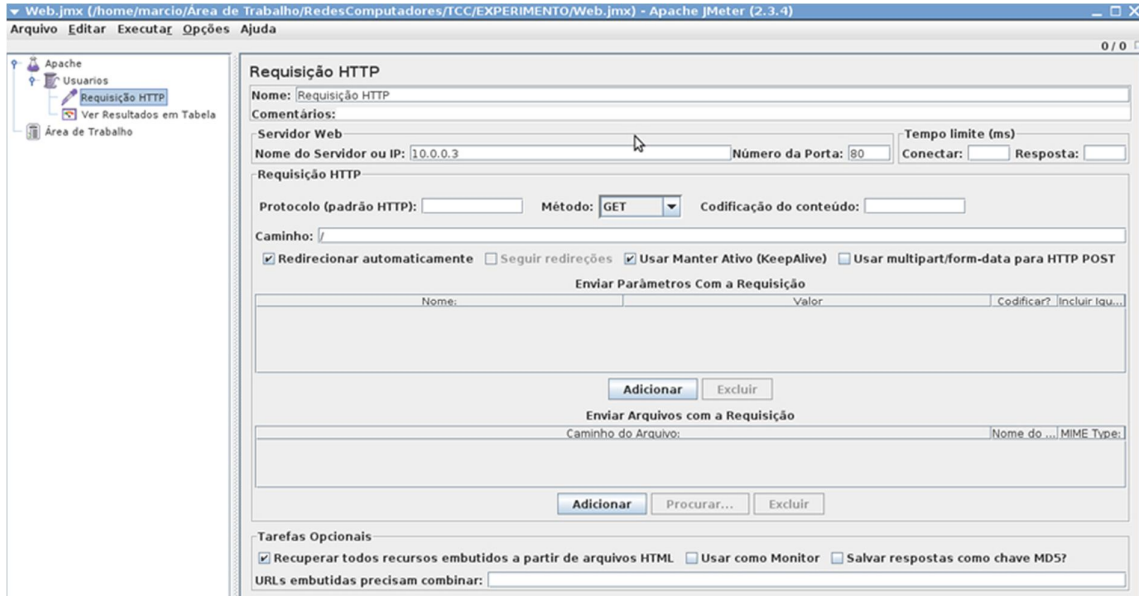 Web.jmx (/home/marcio/Área de Trabalho/RedesComputadores/TCC/EXPERIMENTO/Web.jmx) - Apache JMeter (2.3.4)
Arquivo Editar Executar Opções Ajuda
0 / 0
Apache
Usuarios
Requisição HTTP
Ver Resultados em Tabela
Área de Trabalho
Requisição HTTP
Nome: Requisição HTTP
Comentários:
Servidor Web
Nome do Servidor ou IP: 10.0.0.3 Número da Porta: 80
Tempo limite (ms)
Conectar: Resposta:
Requisição HTTP
Protocolo (padrão HTTP): Método: GET Codificação do conteúdo:
Caminho: /
Redirecionar automaticamente Seguir redireções Usar Manter Ativo (KeepAlive) Usar multipart/form-data para HTTP POST
Enviar Parâmetros Com a Requisição
Nome: Valor Codificar? Incluir Igu...
Adicionar Excluir
Enviar Arquivos com a Requisição
Caminho do Arquivo: Nome do ... MIME Type:
Adicionar Procurar... Excluir
Tarefas Opcionais
Recuperar todos recursos embutidos a partir de arquivos HTML Usar como Monitor Salvar respostas como chave MD5?
URLs embutidas precisam combinar: